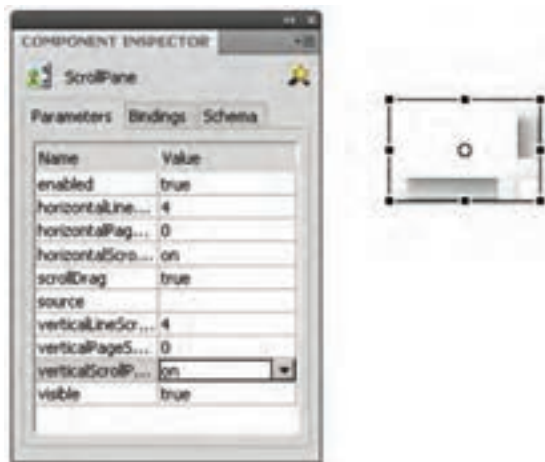 COMPONENT INSPECTOR
ScrollPane
Parameters Bindings Schema
Name Value
enabled true
horizontalLine... 4
horizontalPag... 0
horizontalScro... on
scrollDrag true
source
verticalLineScr... 4
verticalPageS... 0
verticalScrollP... on
visible true